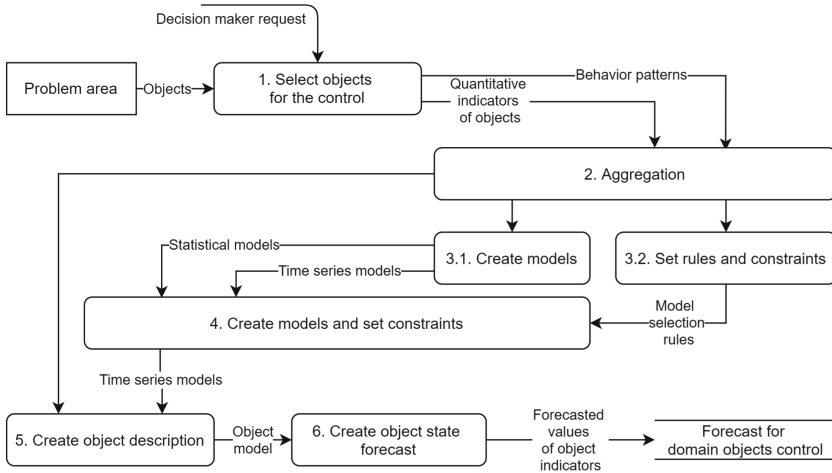 Decision maker request
Problem area
Objects
1. Select objects
for the control
Behavior patterns
Quantitative
indicators
of objects
2. Aggregation
Statistical models
3.1. Create models
3.2. Set rules and constraints
Time series models
4. Create models and set constraints
Model
selection
rules
Time series models
5. Create object description
Object
model
6. Create object state
forecast
Forecasted
values
of object
indicators
Forecast for
domain objects control